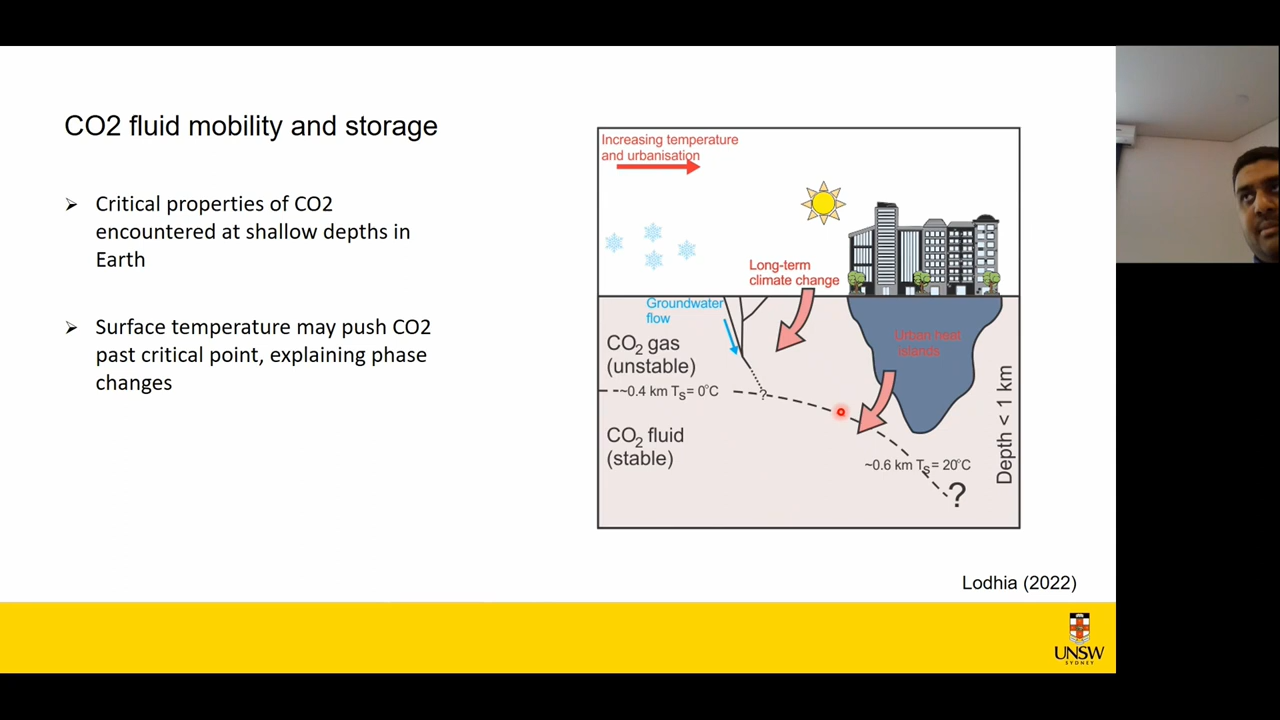 CO2 fluid mobility and storage
➢ Critical properties of CO2
encountered at shallow depths in
Earth
➢ Surface temperature may push CO2
past critical point, explaining phase
changes
Increasing temperature
and urbanisation
Long-term
climate change
Groundwater
flow
Urban heat
islands
CO₂ gas
(unstable)
~0.4 km Tₛ= 0°C
?
CO₂ fluid
(stable)
~0.6 km Tₛ= 20°C
?
Depth < 1 km
Lodhia (2022)
UNSW
SYDNEY